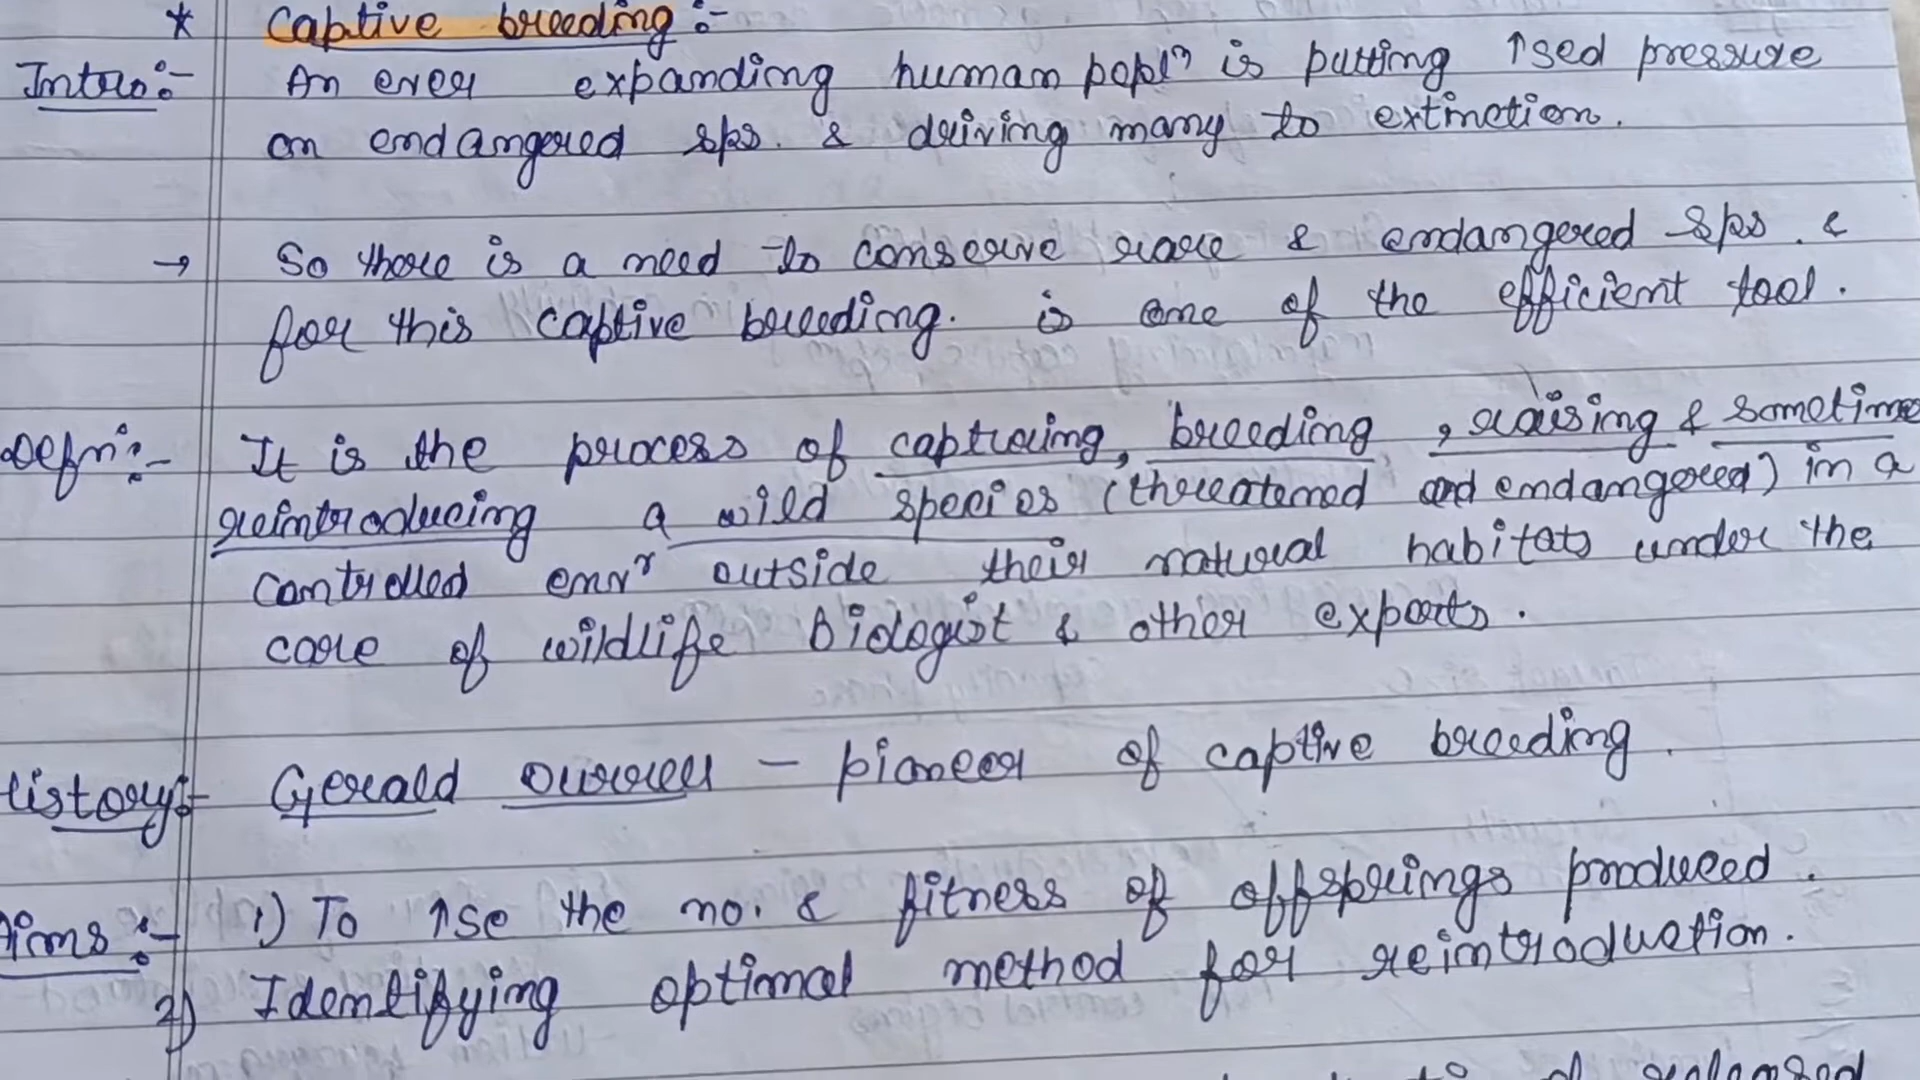 * Captive breeding :-
Intro:- An ever expanding human popln is putting ↑sed pressure
on endangered sps. & driving many to extinction.
→ So there is a need to conserve rare & endangered sps. &
for this captive breeding. is one of the efficient tool.
Defn:- It is the process of capturing, breeding, raising & sometime
reintroducing a wild species (threatened and endangered) in a
controlled envr outside their natural habitats under the
care of wildlife biologist & other experts.
istory:- Gerald Durrell - pioneer of captive breeding.
ims:- 1) To ↑se the no. & fitness of offsprings produced.
2) Identifying optimal method for reintroduction.